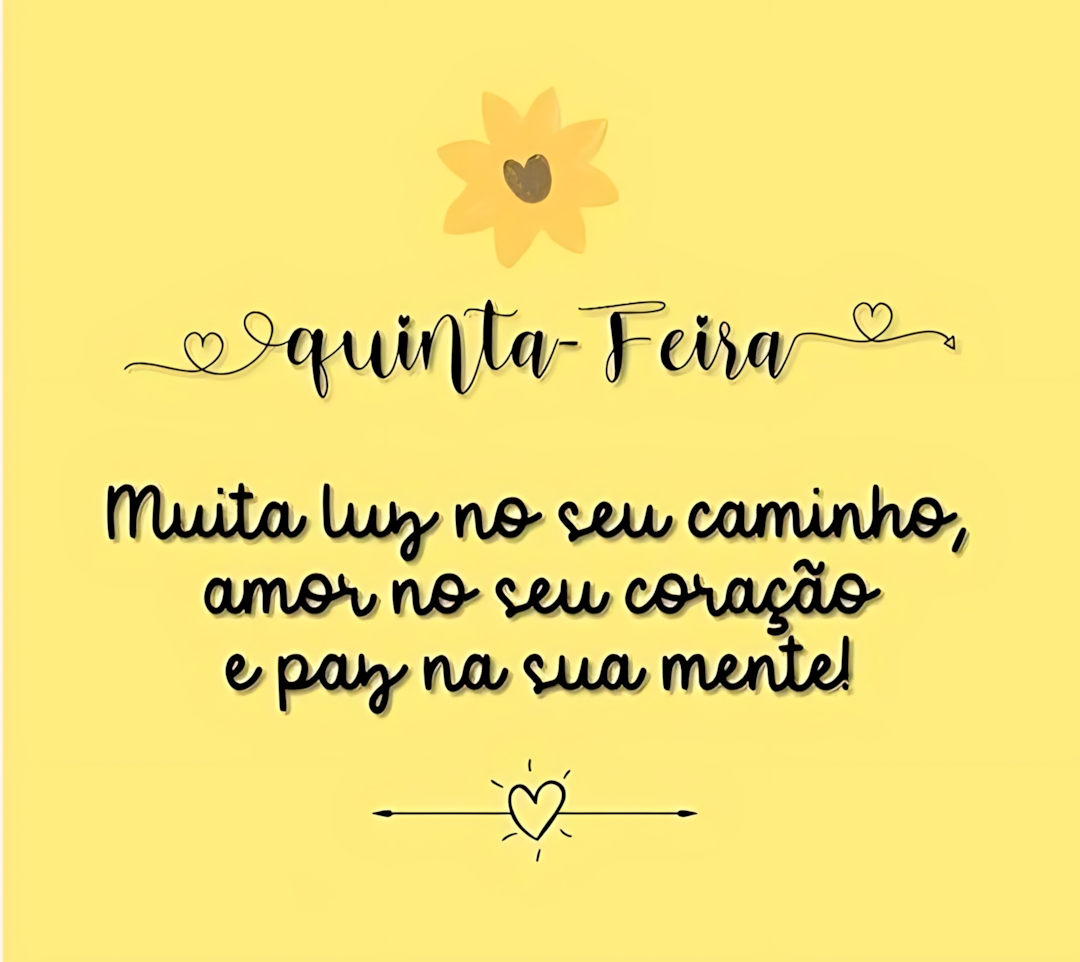 quinta-Feira
Muita luz no seu caminho,
amor no seu coração
e paz na sua mente!